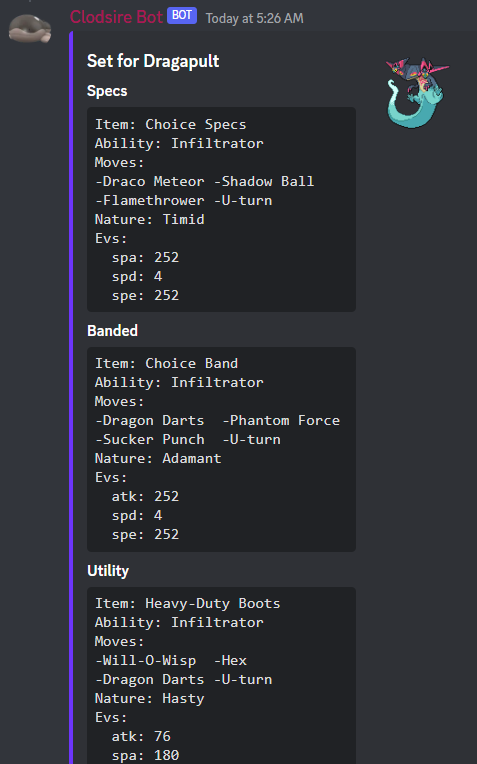 Clodsire Bot BOT Today at 5:26 AM
Set for Dragapult
Specs
Item: Choice Specs
Ability: Infiltrator
Moves:
-Draco Meteor -Shadow Ball
-Flamethrower -U-turn
Nature: Timid
Evs:
spa: 252
spd: 4
spe: 252
Banded
Item: Choice Band
Ability: Infiltrator
Moves:
-Dragon Darts -Phantom Force
-Sucker Punch -U-turn
Nature: Adamant
Evs:
atk: 252
spd: 4
spe: 252
Utility
Item: Heavy-Duty Boots
Ability: Infiltrator
Moves:
-Will-O-Wisp -Hex
-Dragon Darts -U-turn
Nature: Hasty
Evs:
atk: 76
spa: 180